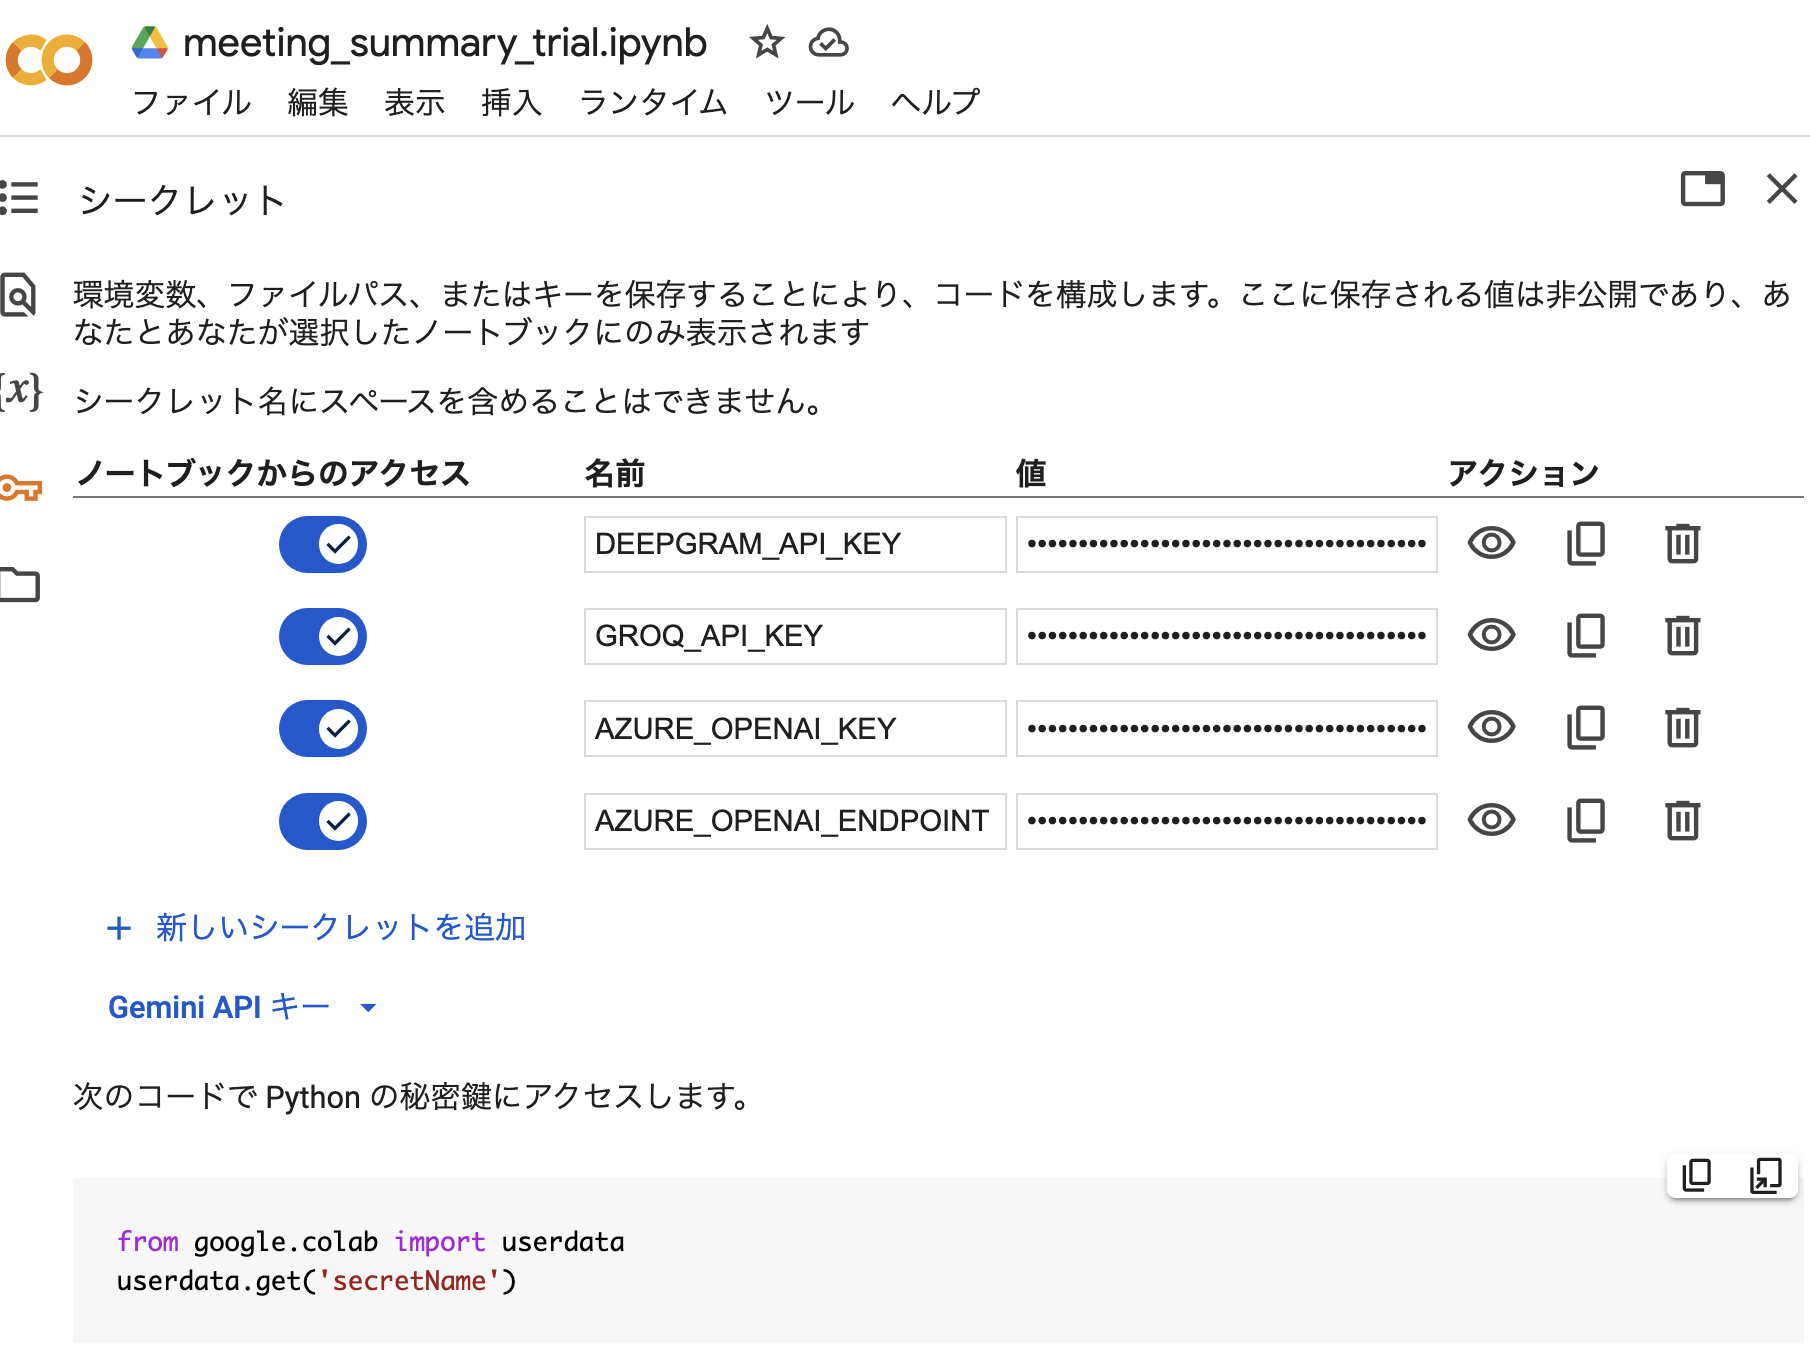 meeting_summary_trial.ipynb
ファイル 編集 表示 挿入 ランタイム ツール ヘルプ
シークレット
環境変数、ファイルパス、またはキーを保存することにより、コードを構成します。ここに保存される値は非公開であり、あ
なたとあなたが選択したノートブックにのみ表示されます
{x}
シークレット名にスペースを含めることはできません。
ノートブックからのアクセス 名前 値 アクション
DEEPGRAM_API_KEY •••••••••••••••••••••••••••••••••••••••
GROQ_API_KEY •••••••••••••••••••••••••••••••••••••••
AZURE_OPENAI_KEY •••••••••••••••••••••••••••••••••••••••
AZURE_OPENAI_ENDPOINT •••••••••••••••••••••••••••••••••••••••
+ 新しいシークレットを追加
Gemini API キー
次のコードで Python の秘密鍵にアクセスします。
from google.colab import userdata
userdata.get('secretName')